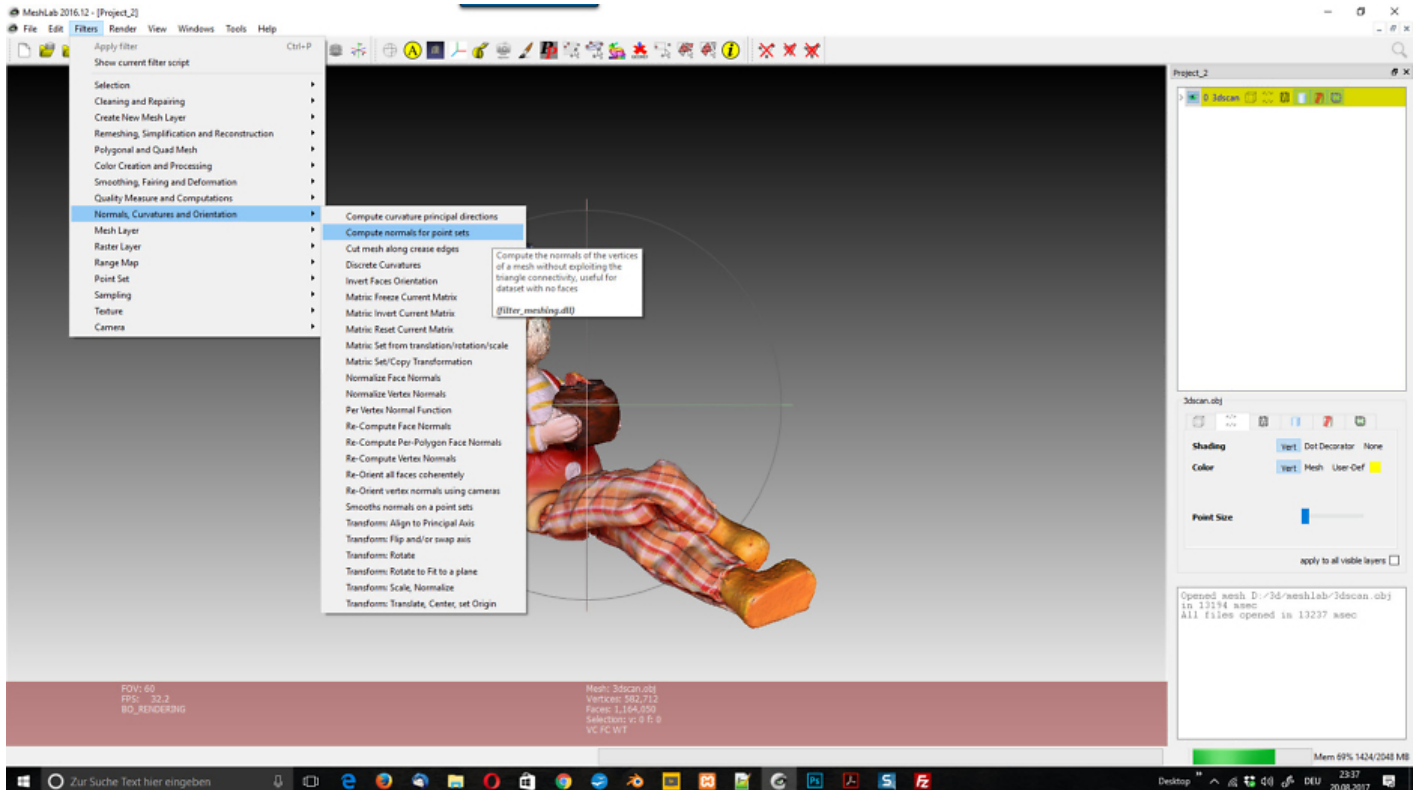 MeshLab 2016.12 - [Project_2]
File Edit Filters Render View Windows Tools Help
Apply filter Ctrl+P
Show current filter script
Selection
Cleaning and Repairing
Create New Mesh Layer
Remeshing, Simplification and Reconstruction
Polygonal and Quad Mesh
Color Creation and Processing
Smoothing, Fairing and Deformation
Quality Measure and Computations
Normals, Curvatures and Orientation
Mesh Layer
Raster Layer
Range Map
Point Set
Sampling
Texture
Camera
Compute curvature principal directions
Compute normals for point sets
Cut mesh along crease edges
Discrete Curvatures
Invert Faces Orientation
Matrix: Freeze Current Matrix
Matrix: Invert Current Matrix
Matrix: Reset Current Matrix
Matrix: Set from translation/rotation/scale
Matrix: Set/Copy Transformation
Normalize Face Normals
Normalize Vertex Normals
Per Vertex Normal Function
Re-Compute Face Normals
Re-Compute Per-Polygon Face Normals
Re-Compute Vertex Normals
Re-Orient all faces coherently
Re-Orient vertex normals using cameras
Smooths normals on a point sets
Transform: Align to Principal Axis
Transform: Flip and/or swap axis
Transform: Rotate
Transform: Rotate to Fit to a plane
Transform: Scale, Normalize
Transform: Translate, Center, set Origin
Compute the normals of the vertices
of a mesh without exploiting the
triangle connectivity, useful for
dataset with no faces
(filter_meshing.dll)
Project_2
0 3dscan
3dscan.obj
Shading Vert Dot Decorator None
Color Vert Mesh User-Def
Point Size
apply to all visible layers
Opened mesh D:/3d/meshlab/3dscan.obj
in 13194 msec
All files opened in 13237 msec
FOV: 60
FPS: 32.2
BO_RENDERING
Mesh: 3dscan.obj
Vertices: 582,712
Faces: 1,164,050
Selection: v: 0 f: 0
VC FC WT
Mem 69% 1424/2048 MB
Zur Suche Text hier eingeben
Desktop
DEU
23:37
20.08.2017